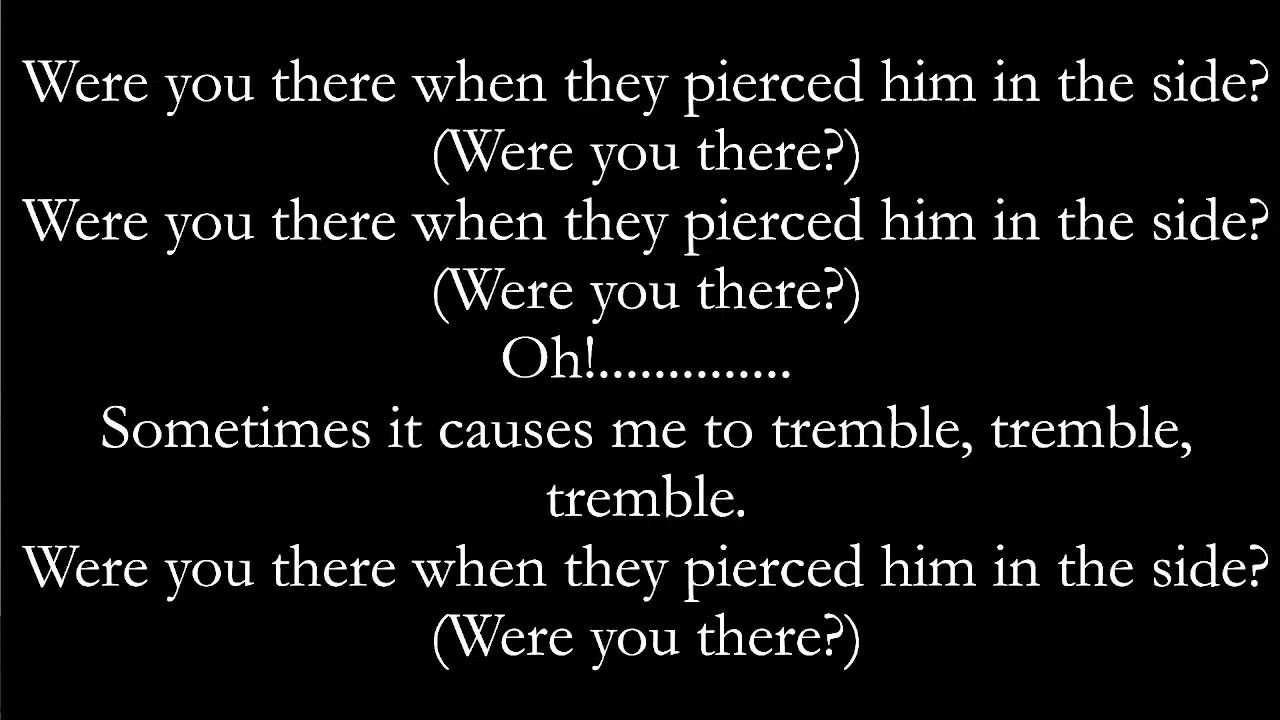 Were you there when they pierced him in the side?
(Were you there?)
Were you there when they pierced him in the side?
(Were you there?)
Oh!..............
Sometimes it causes me to tremble, tremble,
tremble.
Were you there when they pierced him in the side?
(Were you there?)